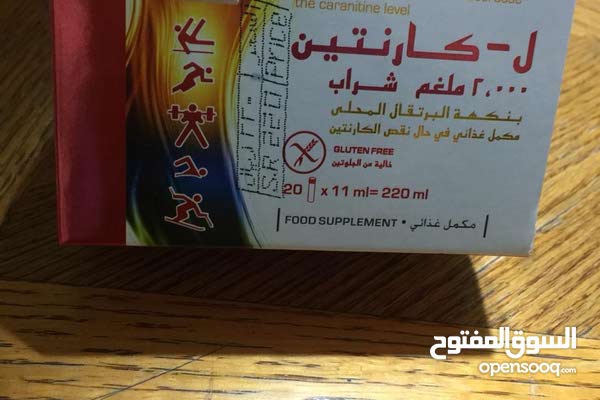 the caranitine level
ل-كارنتين
٢,٠٠٠ ملغم شراب
بنكهة البرتقال المحلى
مكمل غذائي في حال نقص الكارنتين
GLUTEN FREE
خالية من البلوتين
20 x 11 ml= 220 ml
FOOD SUPPLEMENT • مكمل غذائي
السوق المفتوح
opensooq.com